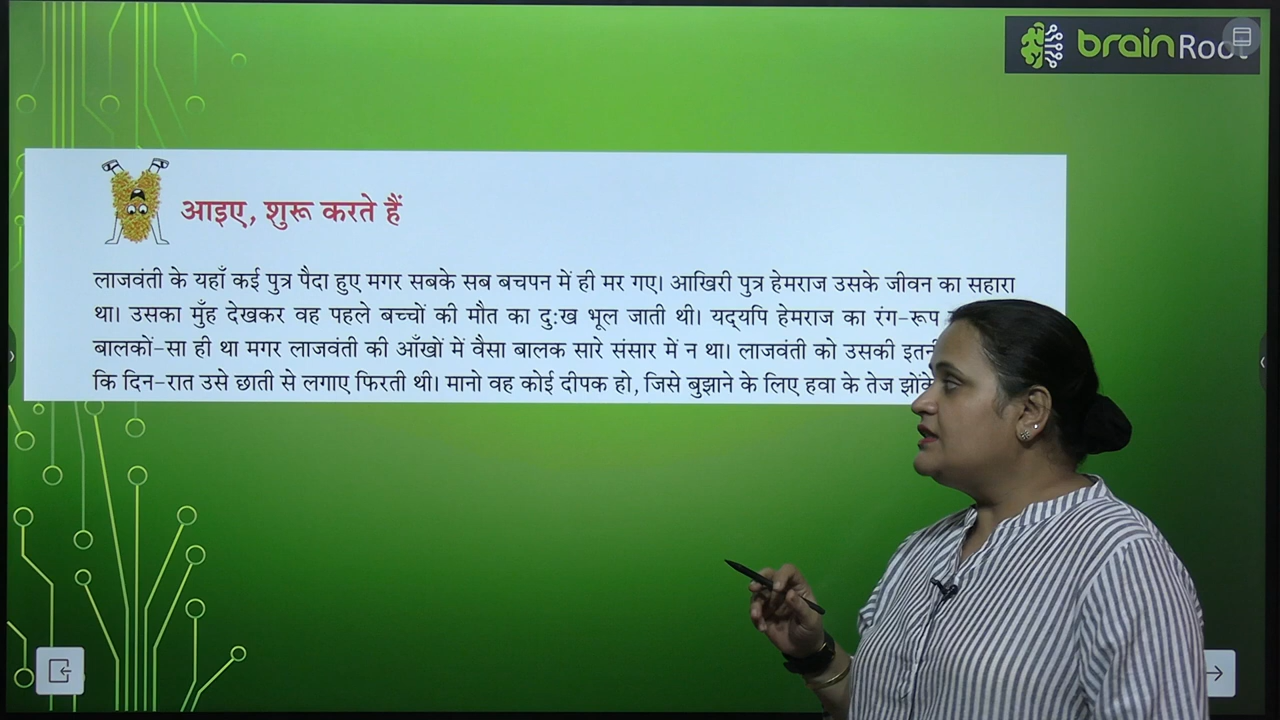 brainRoot
आइए, शुरू करते हैं
लाजवंती के यहाँ कई पुत्र पैदा हुए मगर सबके सब बचपन में ही मर गए। आखिरी पुत्र हेमराज उसके जीवन का सहारा
था। उसका मुँह देखकर वह पहले बच्चों की मौत का दुःख भूल जाती थी। यद्यपि हेमराज का रंग-रूप
बालकों-सा ही था मगर लाजवंती की आँखों में वैसा बालक सारे संसार में न था। लाजवंती को उसकी
कि दिन-रात उसे छाती से लगाए फिरती थी। मानो वह कोई दीपक हो, जिसे बुझाने के लिए हवा के तेज